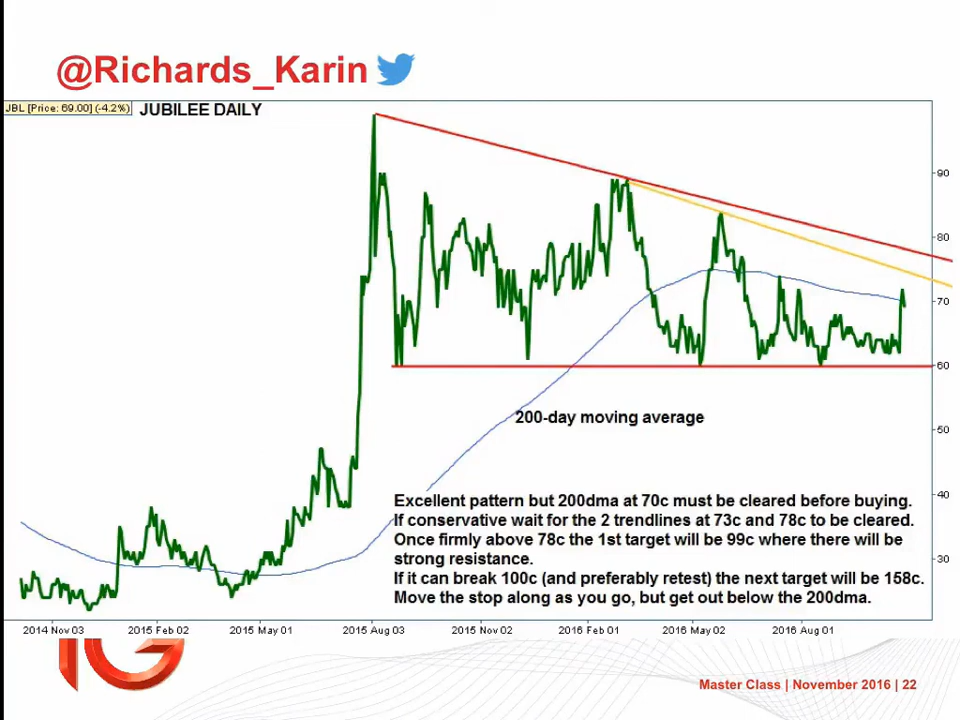 @Richards_Karin
JBL [Price: 69.00] (-4.2%) JUBILEE DAILY
90
80
70
60
50
40
30
200-day moving average
Excellent pattern but 200dma at 70c must be cleared before buying.
If conservative wait for the 2 trendlines at 73c and 78c to be cleared.
Once firmly above 78c the 1st target will be 99c where there will be
strong resistance.
If it can break 100c (and preferably retest) the next target will be 158c.
Move the stop along as you go, but get out below the 200dma.
2014 Nov 03 2015 Feb 02 2015 May 01 2015 Aug 03 2015 Nov 02 2016 Feb 01 2016 May 02 2016 Aug 01
IG
Master Class | November 2016 | 22